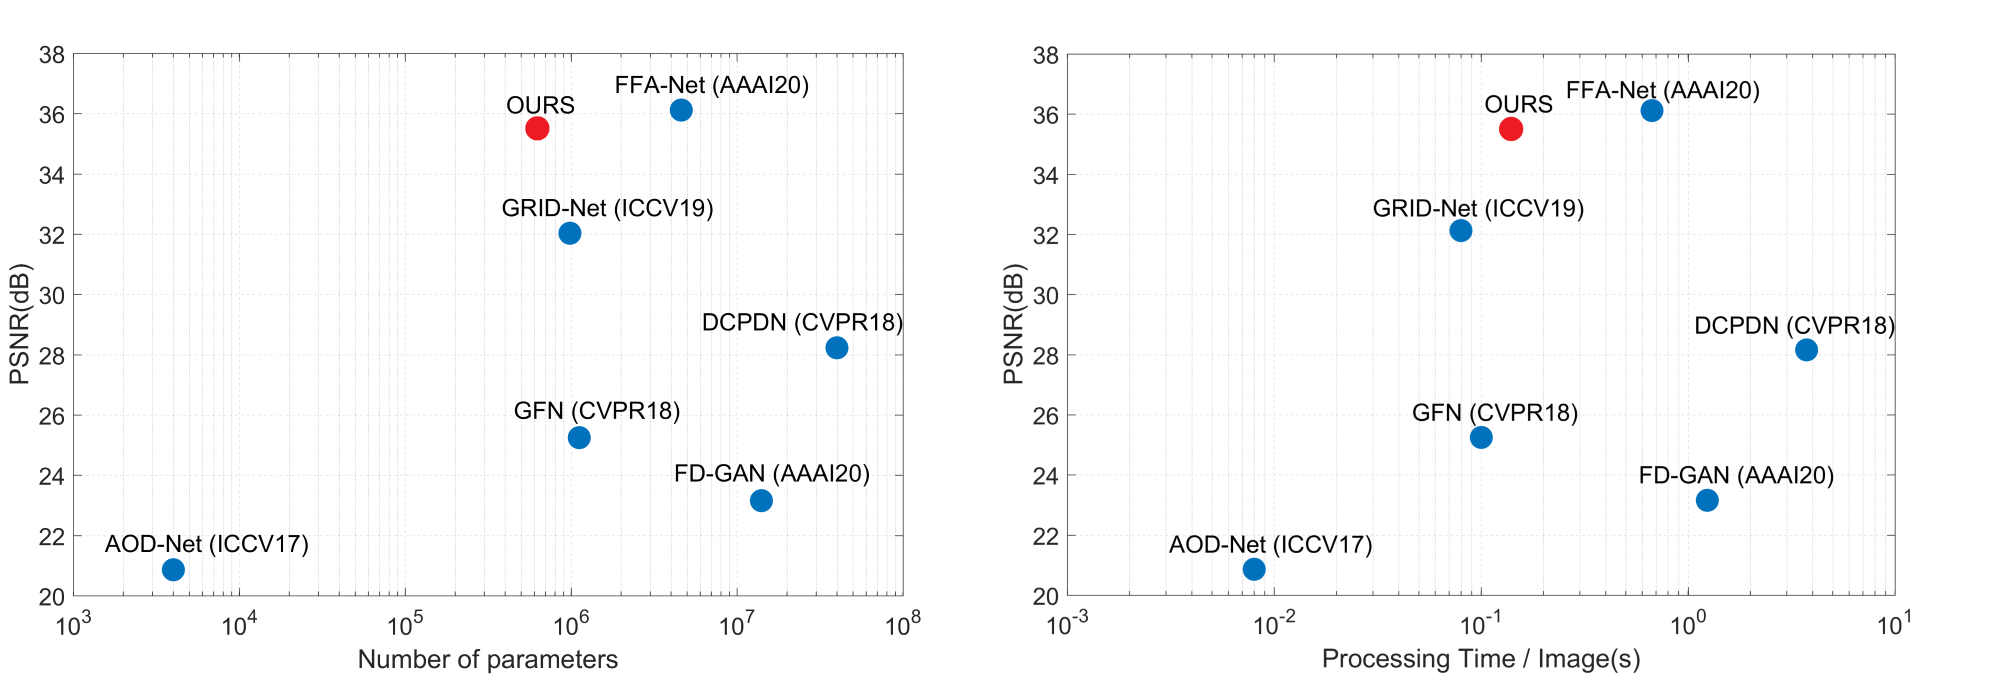 38
36
34
32
30
28
26
24
22
20
PSNR(dB)
FFA-Net (AAAI20)
OURS
GRID-Net (ICCV19)
DCPDN (CVPR18)
GFN (CVPR18)
FD-GAN (AAAI20)
AOD-Net (ICCV17)
10^3 10^4 10^5 10^6 10^7 10^8
Number of parameters
38
36
34
32
30
28
26
24
22
20
PSNR(dB)
FFA-Net (AAAI20)
OURS
GRID-Net (ICCV19)
DCPDN (CVPR18)
GFN (CVPR18)
FD-GAN (AAAI20)
AOD-Net (ICCV17)
10^-3 10^-2 10^-1 10^0 10^1
Processing Time / Image(s)